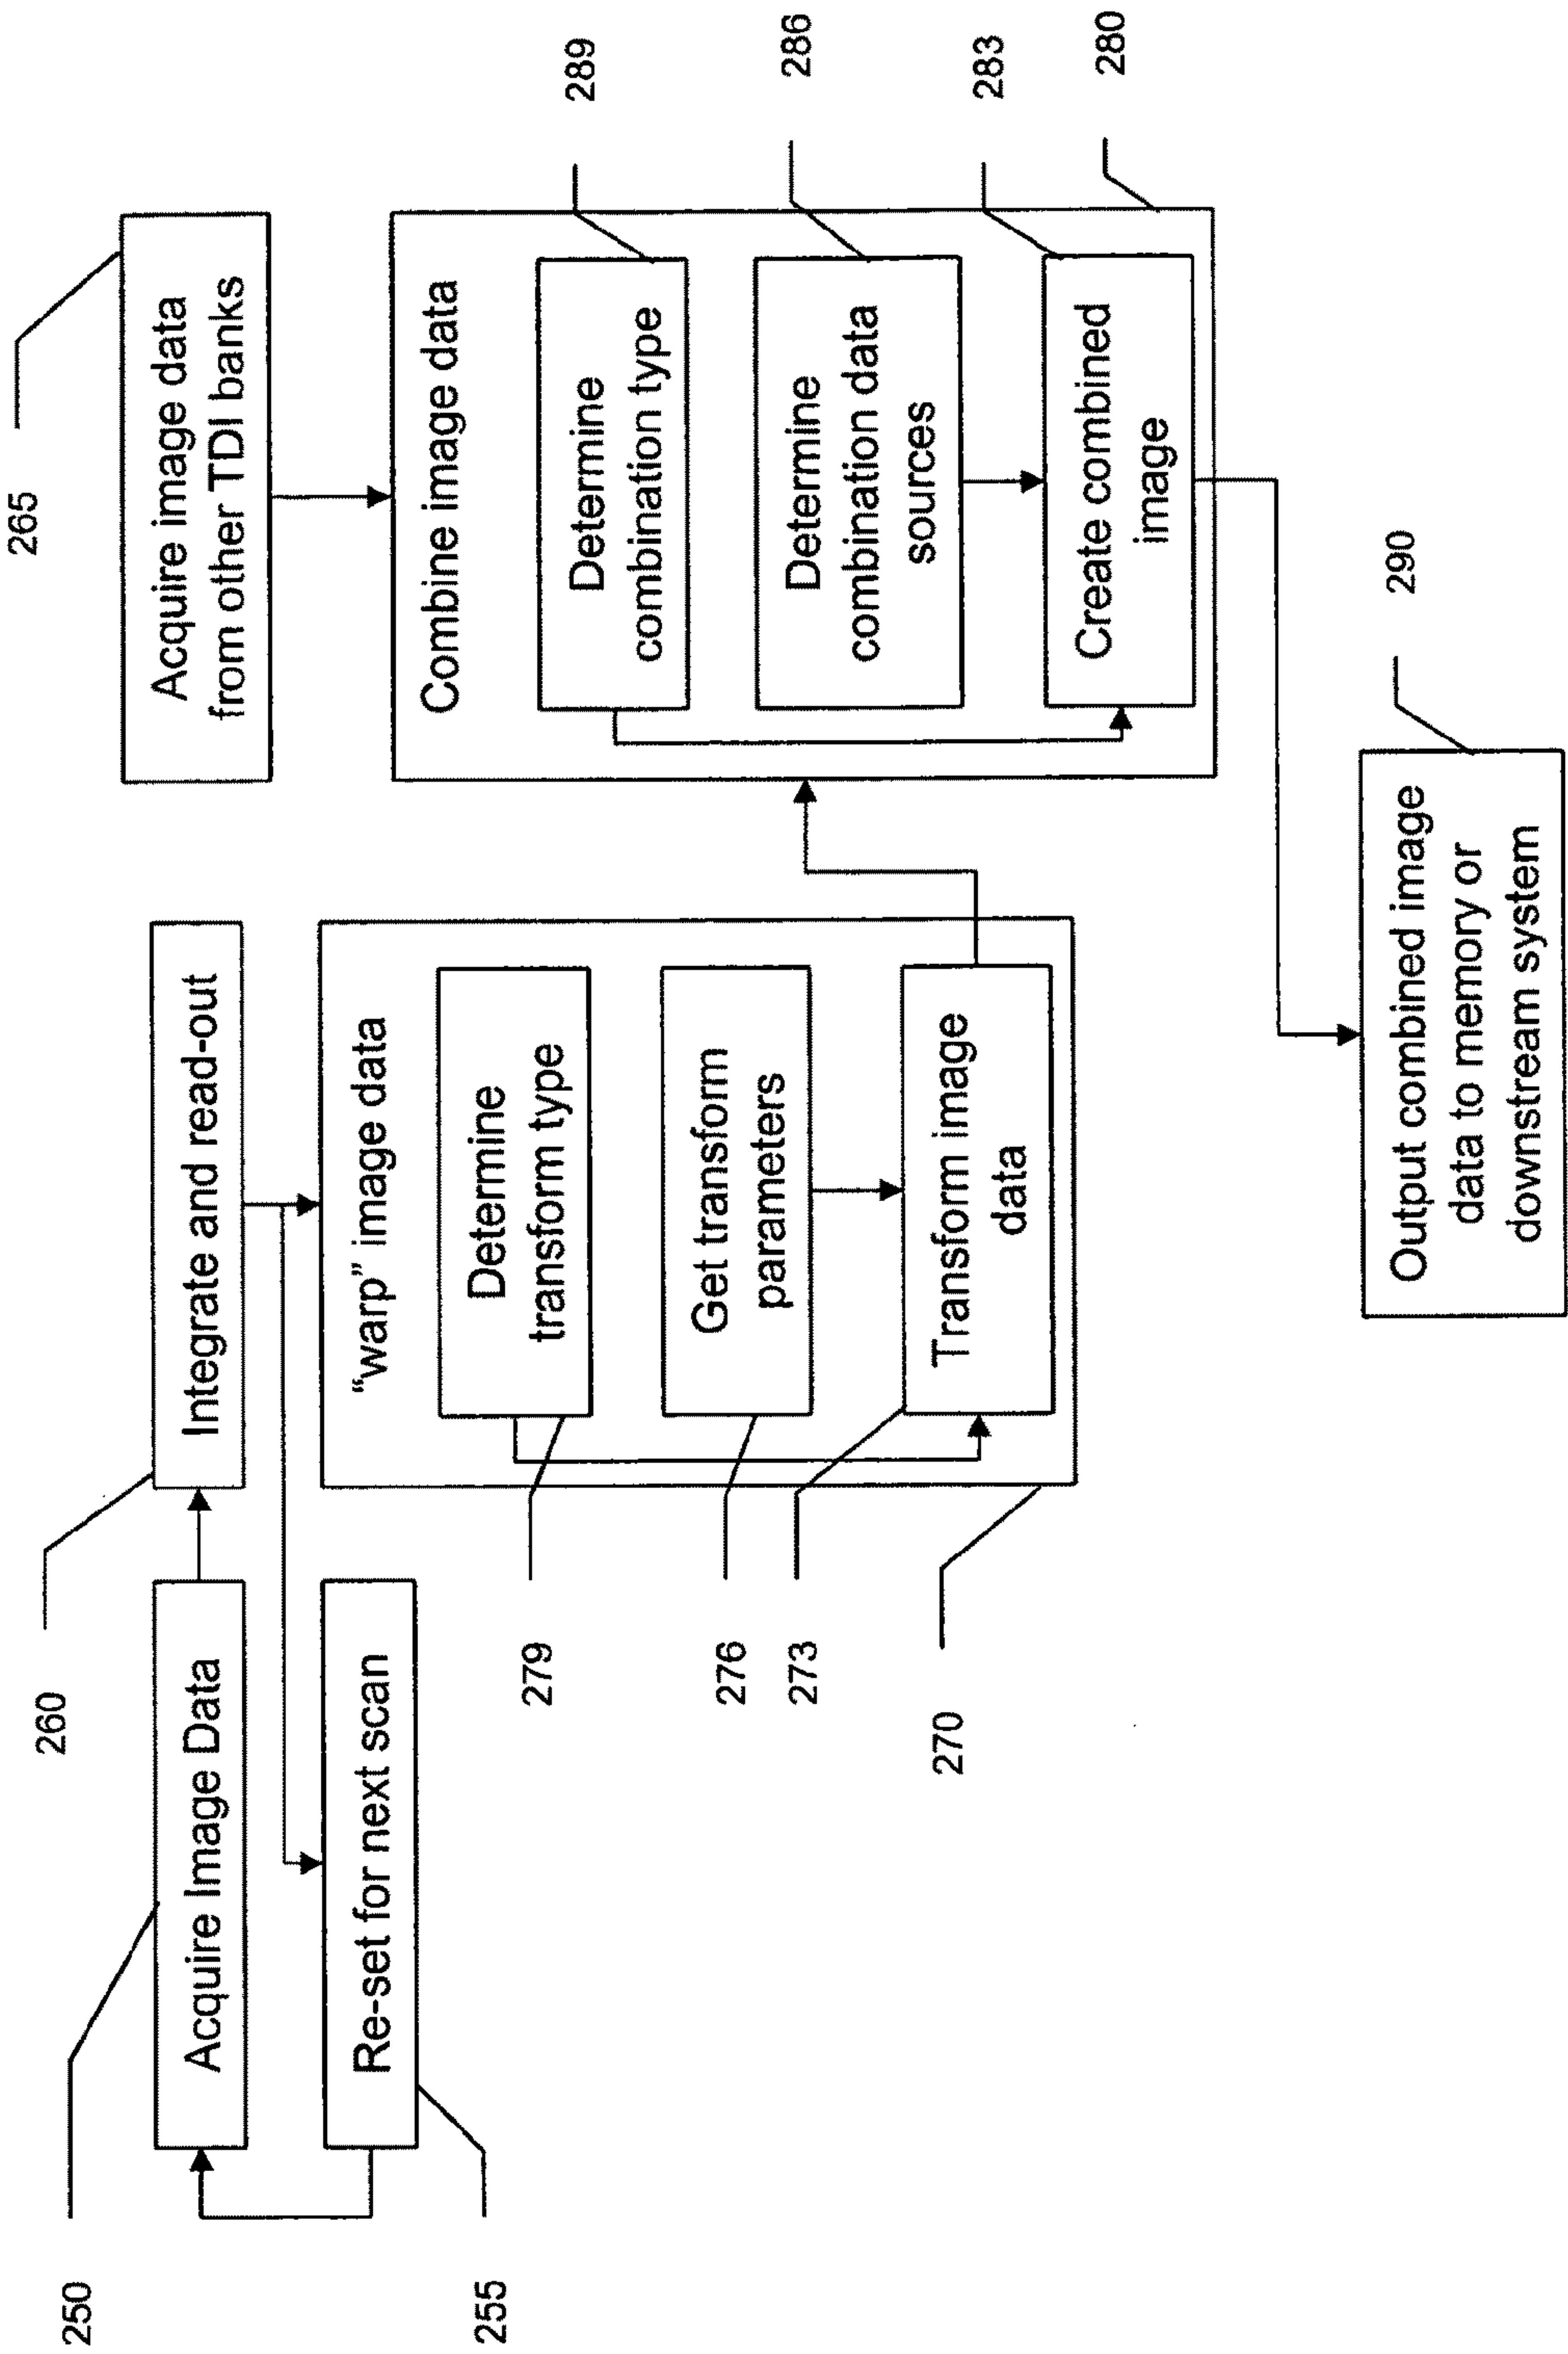 250
Acquire Image Data
255
Re-set for next scan
260
Integrate and read-out
270
"warp" image data
279
Determine
transform type
276
Get transform
parameters
273
Transform image
data
265
Acquire image data
from other TDI banks
Combine image data
289
Determine
combination type
286
Determine
combination data
sources
283
Create combined
image
280
290
Output combined image
data to memory or
downstream system